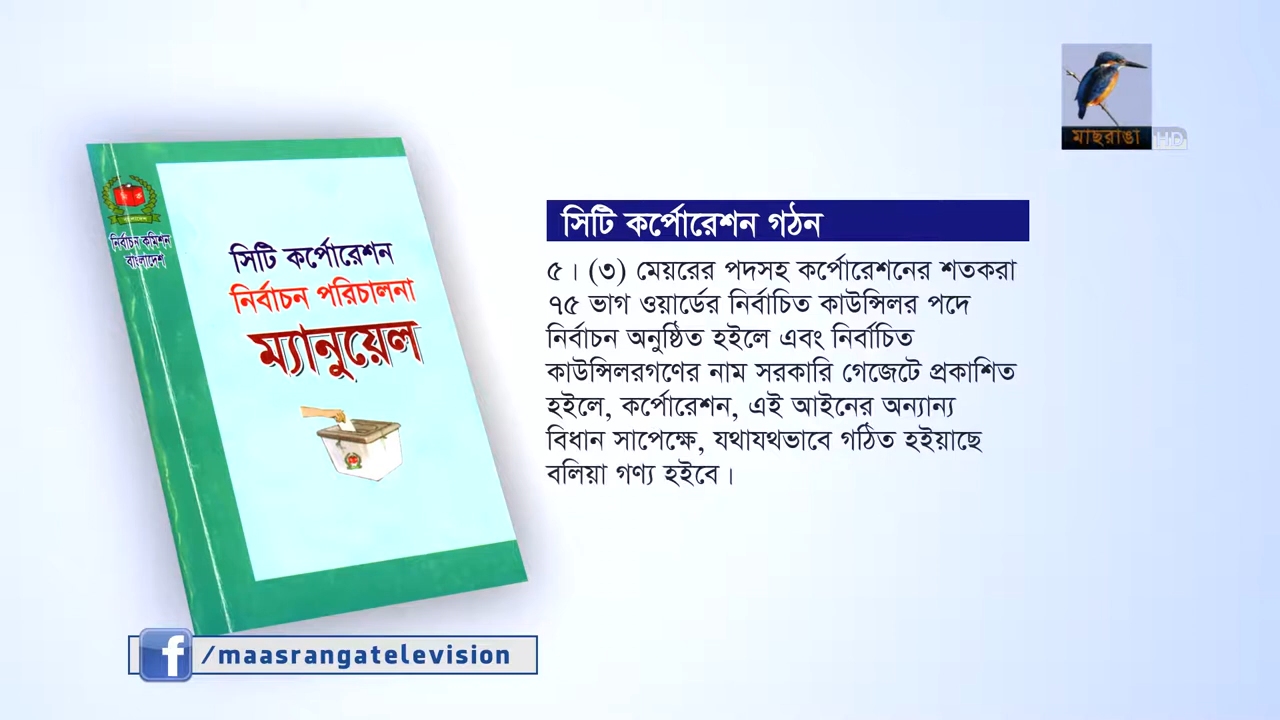 মাছরাঙা HD
নির্বাচন কমিশন
বাংলাদেশ
সিটি কর্পোরেশন
নির্বাচন পরিচালনা
ম্যানুয়েল
সিটি কর্পোরেশন গঠন
৫। (৩) মেয়রের পদসহ কর্পোরেশনের শতকরা
৭৫ ভাগ ওয়ার্ডের নির্বাচিত কাউন্সিলর পদে
নির্বাচন অনুষ্ঠিত হইলে এবং নির্বাচিত
কাউন্সিলরগণের নাম সরকারি গেজেটে প্রকাশিত
হইলে, কর্পোরেশন, এই আইনের অন্যান্য
বিধান সাপেক্ষে, যথাযথভাবে গঠিত হইয়াছে
বলিয়া গণ্য হইবে।
f /maasrangatelevision